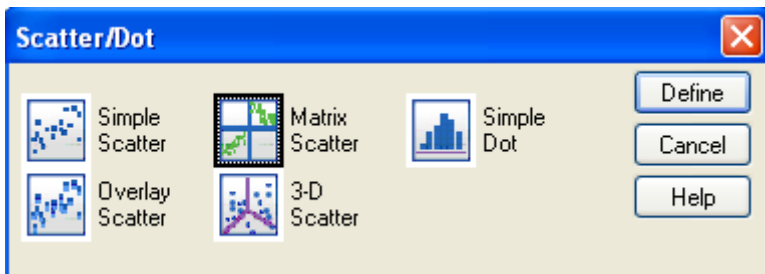 Scatter/Dot
Simple
Scatter
Matrix
Scatter
Simple
Dot
Overlay
Scatter
3-D
Scatter
Define
Cancel
Help